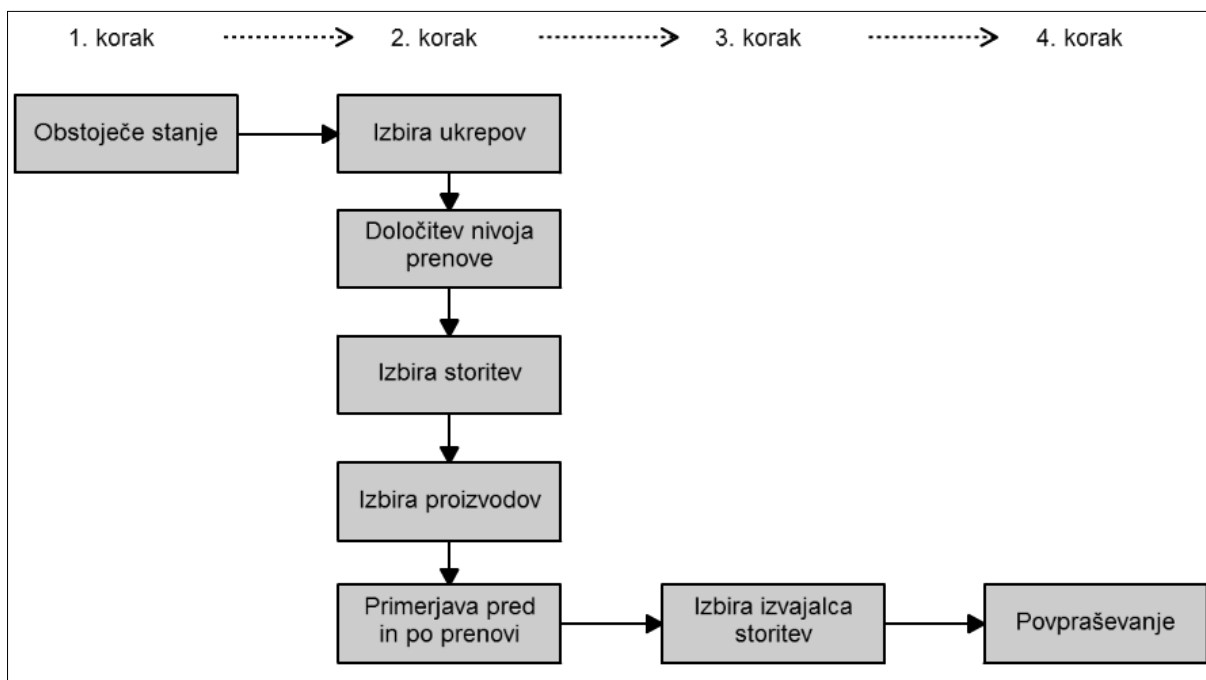 1. korak
2. korak
3. korak
4. korak
Obstoječe stanje
Izbira ukrepov
Določitev nivoja
prenove
Izbira storitev
Izbira proizvodov
Primerjava pred
in po prenovi
Izbira izvajalca
storitev
Povpraševanje